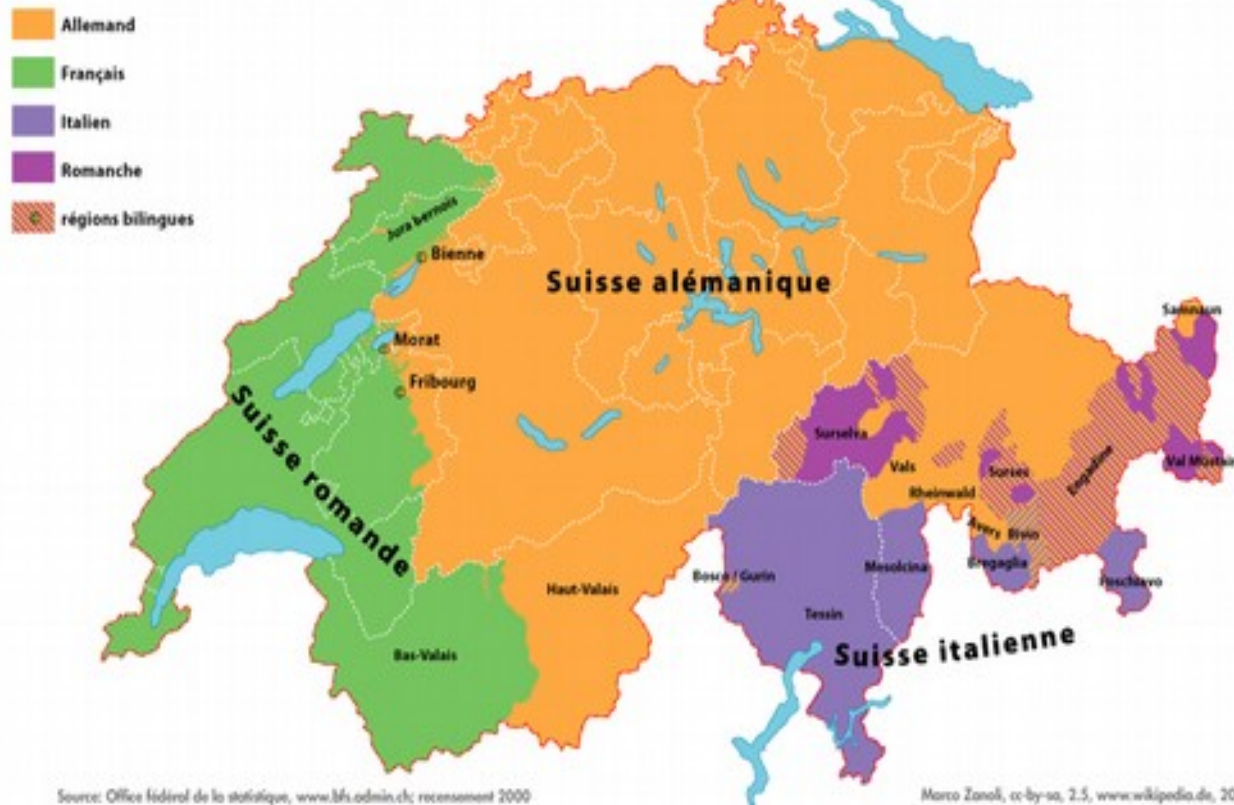 Allemand
Français
Italien
Romanche
régions bilingues
Jura bernois
Bienne
Suisse alémanique
Morat
Fribourg
Suisse romande
Samnaun
Surselva
Vals
Rheinwald
Surses
Engadine
Val Müstair
Avers
Bivio
Bregaglia
Poschiavo
Bosco / Gurin
Mesolcina
Tessin
Haut-Valais
Bas-Valais
Suisse italienne
Source: Office fédéral de la statistique, www.bfs.admin.ch; recensement 2000
Marco Zanoli, cc-by-sa, 2.5, www.wikipedia.de, 20